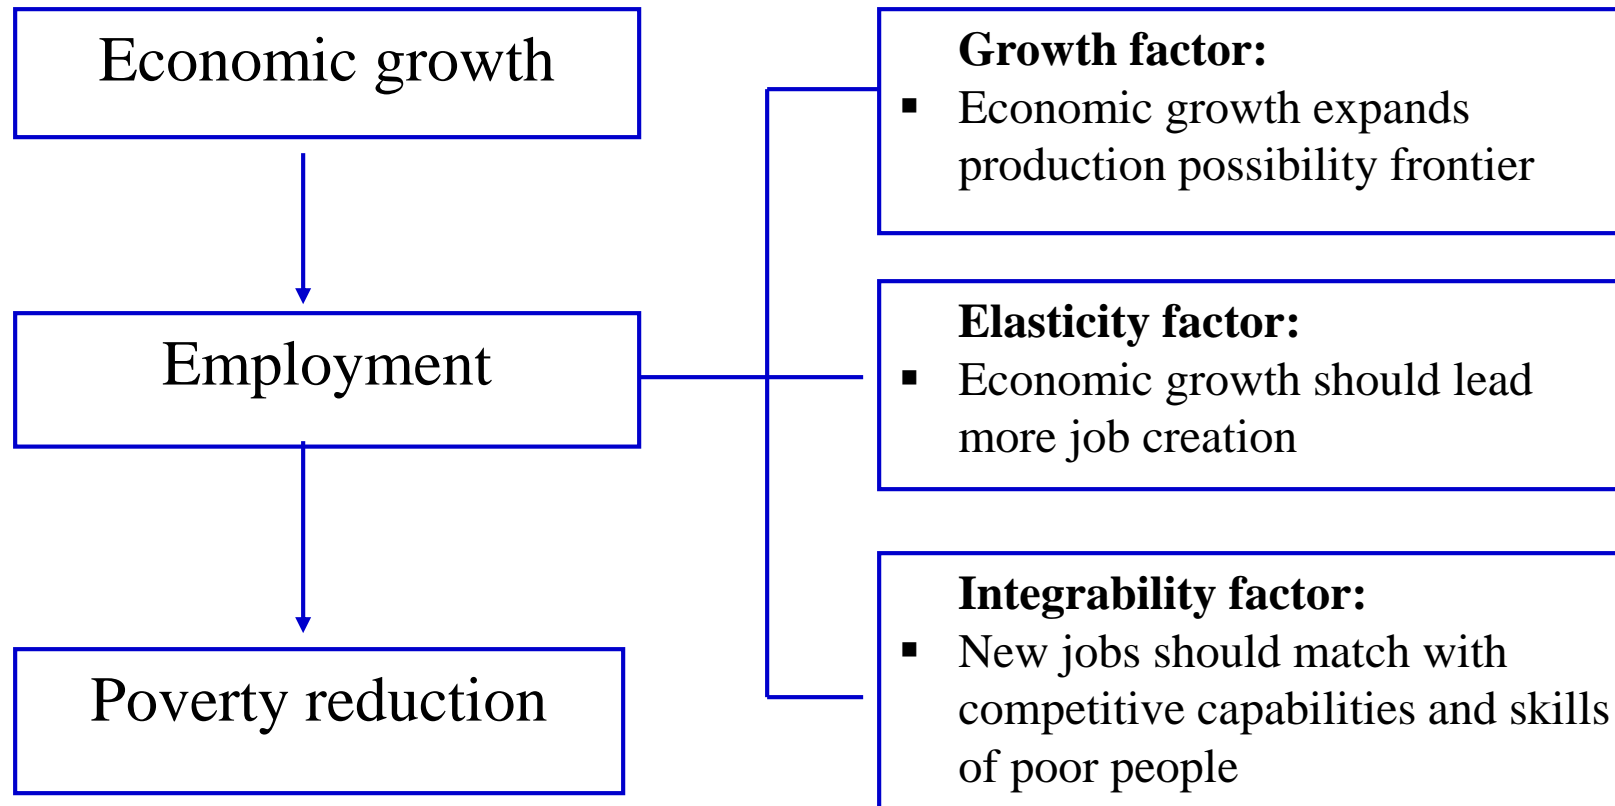 Economic growth
Employment
Poverty reduction
Growth factor:
▪ Economic growth expands
production possibility frontier
Elasticity factor:
▪ Economic growth should lead
more job creation
Integrability factor:
▪ New jobs should match with
competitive capabilities and skills
of poor people